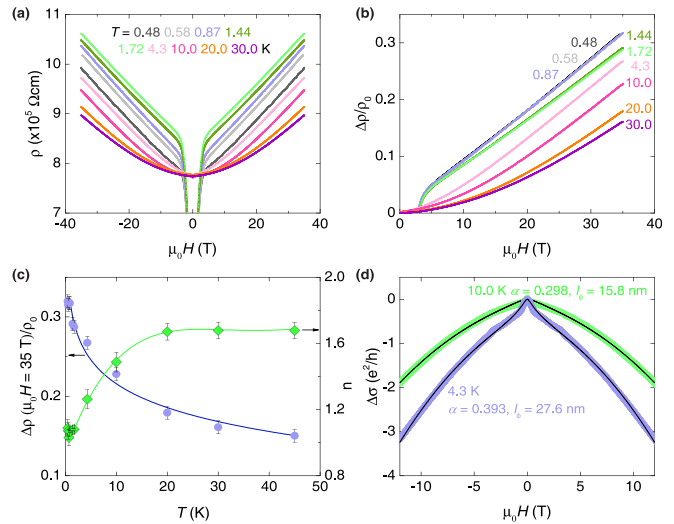 (a)
T = 0.48 0.58 0.87 1.44
1.72 4.3 10.0 20.0 30.0 K
11
10
9
8
7
ρ (x10⁵ Ωcm)
-40 -20 0 20 40
μ₀H (T)
(b)
0.3
0.2
0.1
0
Δρ/ρ₀
0.48
0.58
0.87
1.44
1.72
4.3
10.0
20.0
30.0
0 10 20 30 40
μ₀H (T)
(c)
0.3
0.2
0.1
Δρ (μ₀H = 35 T)/ρ₀
2.0
1.6
1.2
0.8
n
0 10 20 30 40 50
T (K)
(d)
10.0 K α = 0.298, lᵩ = 15.8 nm
4.3 K
α = 0.393, lᵩ = 27.6 nm
0
-1
-2
-3
-4
Δσ (e²/h)
-10 -5 0 5 10
μ₀H (T)